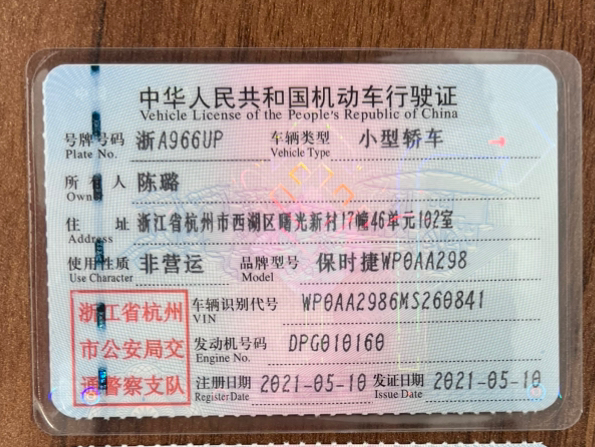 中华人民共和国机动车行驶证
Vehicle License of the People's Republic of China
号牌号码 浙A966UP 车辆类型 小型轿车
Plate No. Vehicle Type
所有人 陈璐
Owner
住址 浙江省杭州市西湖区曙光新村17幢46单元102室
Address
使用性质 非营运 品牌型号 保时捷WP0AA298
Use Character Model
浙江省杭州
市公安局交
通警察支队
车辆识别代号 WP0AA2986MS260841
VIN
发动机号码 DPG010160
Engine No.
注册日期 2021-05-10 发证日期 2021-05-10
Register Date Issue Date